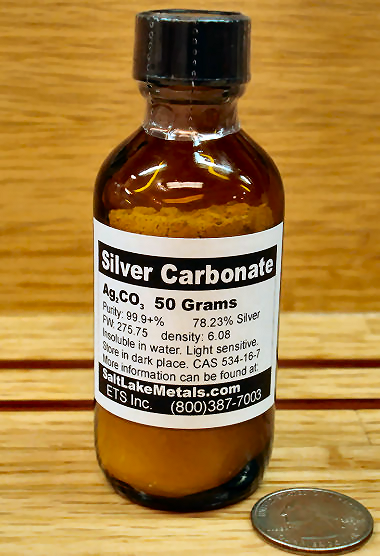 Silver Carbonate
Ag₂CO₃ 50 Grams
Purity: 99.9+% 78.23% Silver
FW: 275.75 density: 6.08
Insoluble in water. Light sensitive.
Store in dark place. CAS 534-16-7
More information can be found at:
SaltLakeMetals.com
ETS Inc. (800)387-7003